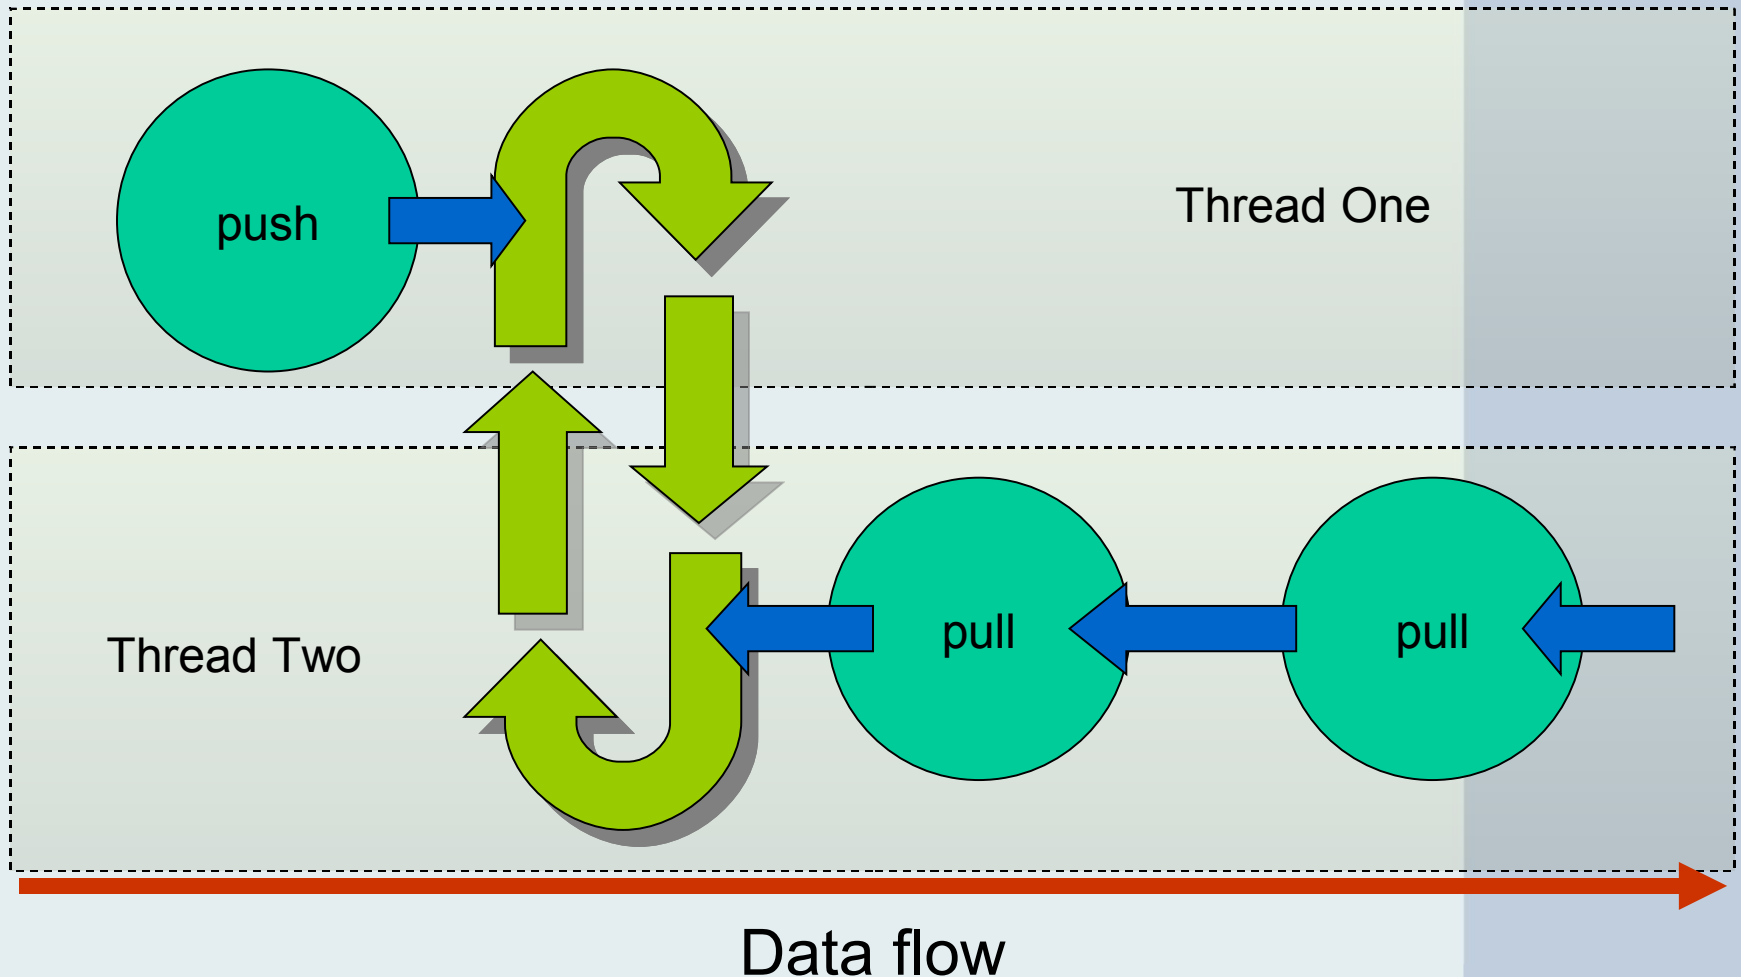 push
Thread One
Thread Two
pull
pull
Data flow